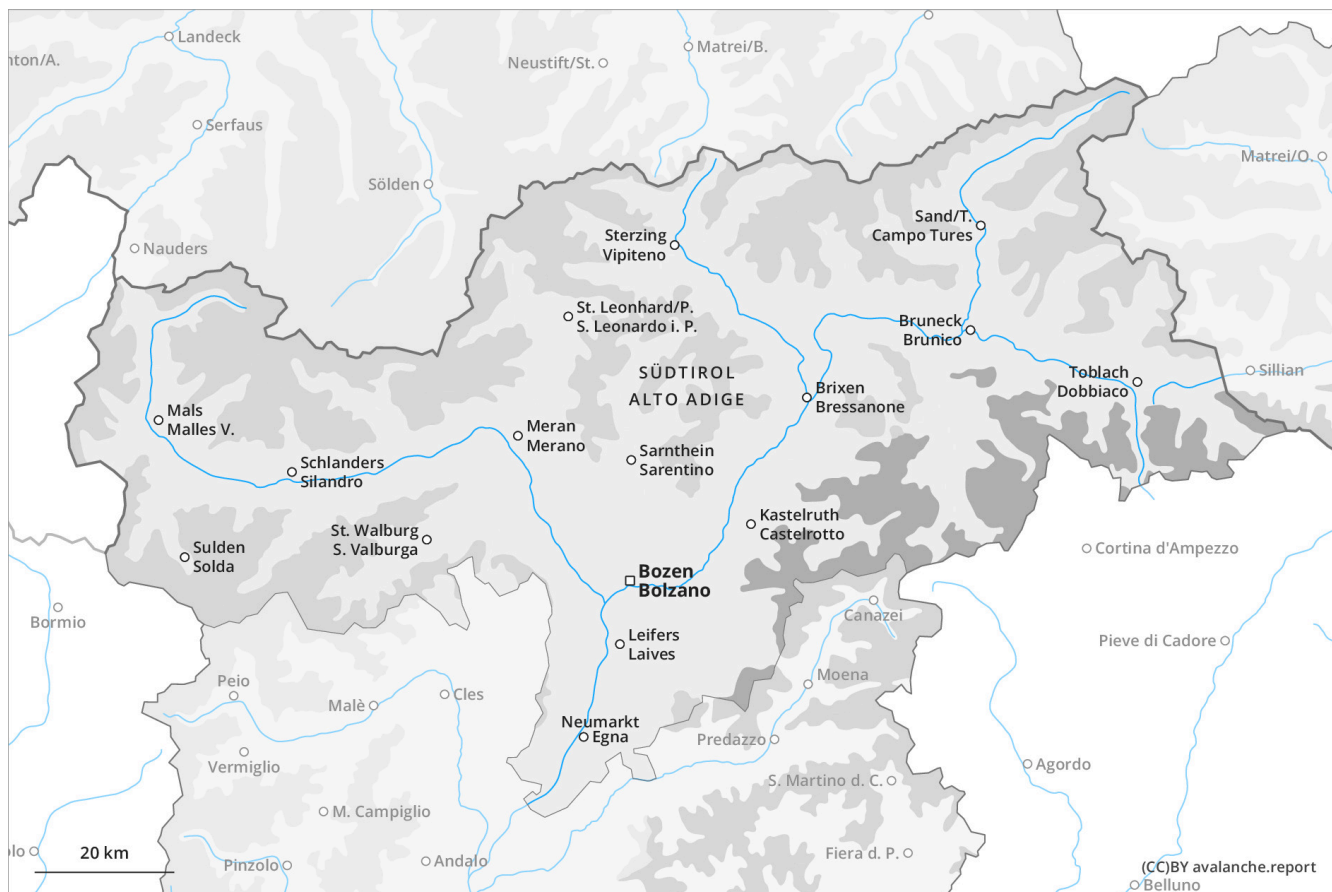 Landeck
nton/A.
Matrei/B.
Neustift/St.
Serfaus
Matrei/O.
Sölden
Sand/T.
Campo Tures
Sterzing
Vipiteno
Nauders
St. Leonhard/P.
S. Leonardo i. P.
Bruneck
Brunico
SÜDTIROL
ALTO ADIGE
Toblach
Dobbiaco
Sillian
Brixen
Bressanone
Mals
Malles V.
Meran
Merano
Sarnthein
Sarentino
Schlanders
Silandro
Kastelruth
Castelrotto
St. Walburg
S. Valburga
Sulden
Solda
Cortina d'Ampezzo
Bozen
Bolzano
Bormio
Canazei
Leifers
Laives
Pieve di Cadore
Moena
Peio
Malè
Cles
Neumarkt
Egna
Predazzo
Vermiglio
Agordo
S. Martino d. C.
M. Campiglio
olo
20 km
Pinzolo
Andalo
Fiera d. P.
(CC)BY avalanche.report
Belluno